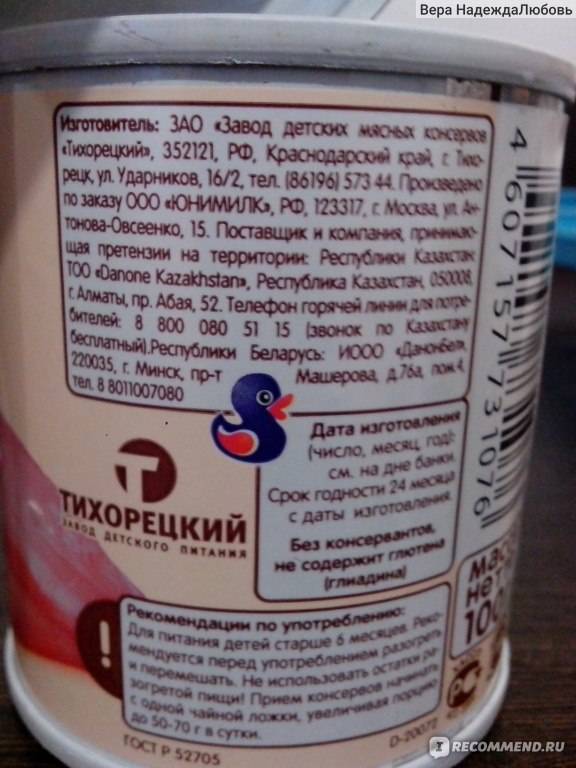 Вера НадеждаЛюбовь
Изготовитель: ЗАО «Завод детских мясных консервов
«Тихорецкий», 352121, РФ, Краснодарский край, г. Тихо-
рецк, ул. Ударников, 16/2, тел. (86196) 573 44. Произведено
по заказу ООО «ЮНИМИЛК», РФ, 123317, г. Москва, ул. Ан-
тонова-Овсеенко, 15. Поставщик и компания, принимаю-
щая претензии на территории: Республики Казахстан:
ТОО «Danone Kazakhstan», Республика Казахстан, 050008,
г. Алматы, пр. Абая, 52. Телефон горячей линии для потре-
бителей: 8 800 080 51 15 (звонок по Казахстану
бесплатный).Республики Беларусь: ИООО «ДанонБел»,
220035, г. Минск, пр-т Машерова, д.76а, пом.4,
тел. 8 8011007080
Дата изготовления
(число, месяц, год):
см. на дне банки.
Срок годности 24 месяца
с даты изготовления.
Без консервантов,
не содержит глютена
(глиадина)
Т
ТИХОРЕЦКИЙ
ЗАВОД ДЕТСКОГО ПИТАНИЯ
!
Рекомендации по употреблению:
Для питания детей старше 6 месяцев. Реко-
мендуется перед употреблением разогреть
и перемешать. Не использовать остатки ра-
зогретой пищи! Прием консервов начинать
с одной чайной ложки, увеличивая порцию
до 50-70 г в сутки.
ГОСТ Р 52705
D-20072
4 607157 731076
масса
нет
100
РС
RECOMMEND.RU